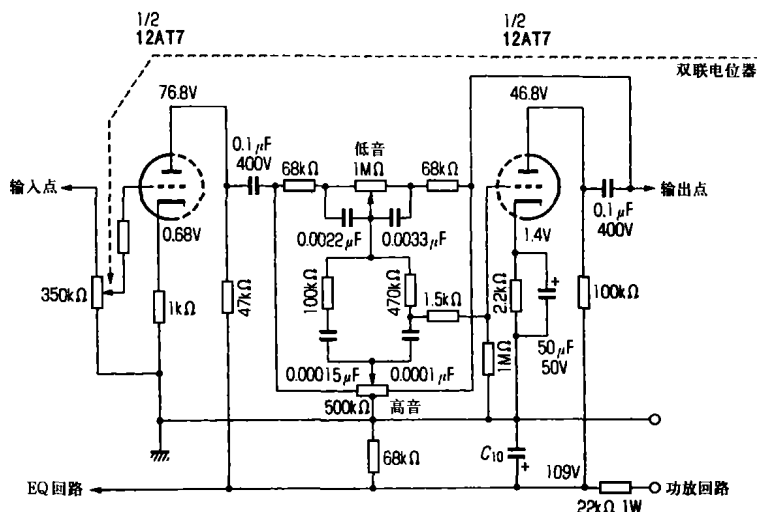 1/2
12AT7
1/2
12AT7
双联电位器
76.8V
46.8V
0.1μF
400V
68kΩ
低音
1MΩ
68kΩ
输入点
输出点
0.1μF
400V
0.0022μF
0.0033μF
0.68V
1.4V
350kΩ
1kΩ
47kΩ
100kΩ
470kΩ
1.5kΩ
2.2kΩ
100kΩ
1MΩ
50μF
50V
0.00015μF
0.0001μF
500kΩ
高音
68kΩ
C10
109V
EQ回路
功放回路
22kΩ 1W